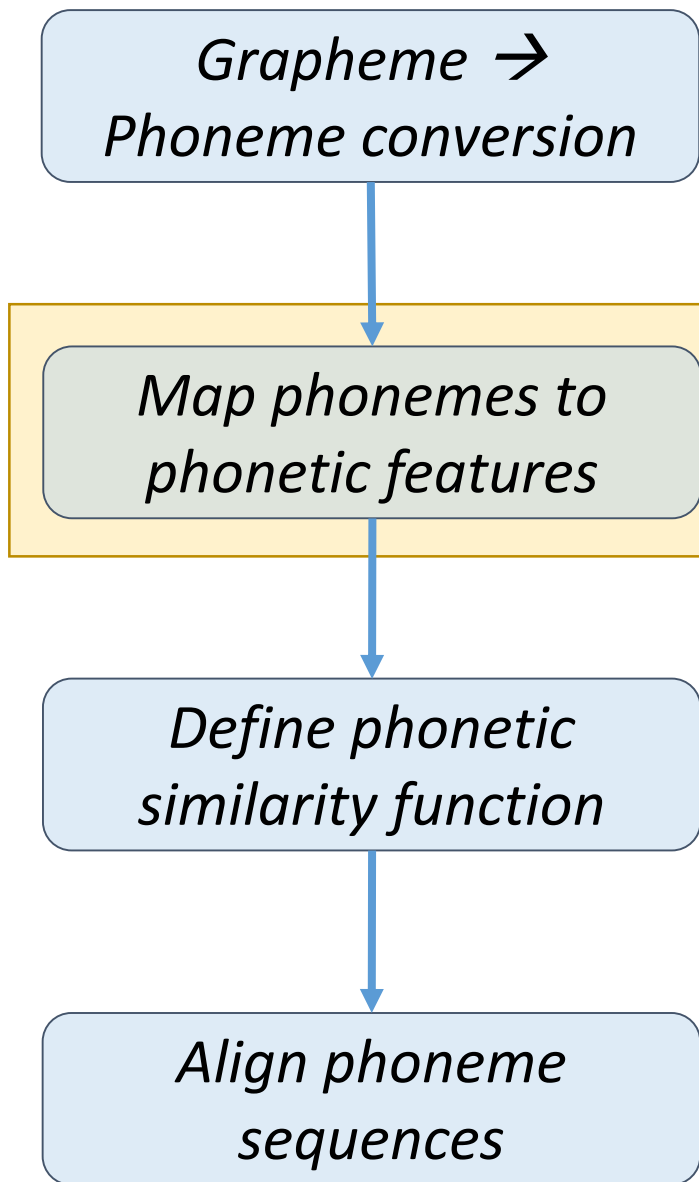 Grapheme →
Phoneme conversion
Map phonemes to
phonetic features
Define phonetic
similarity function
Align phoneme
sequences